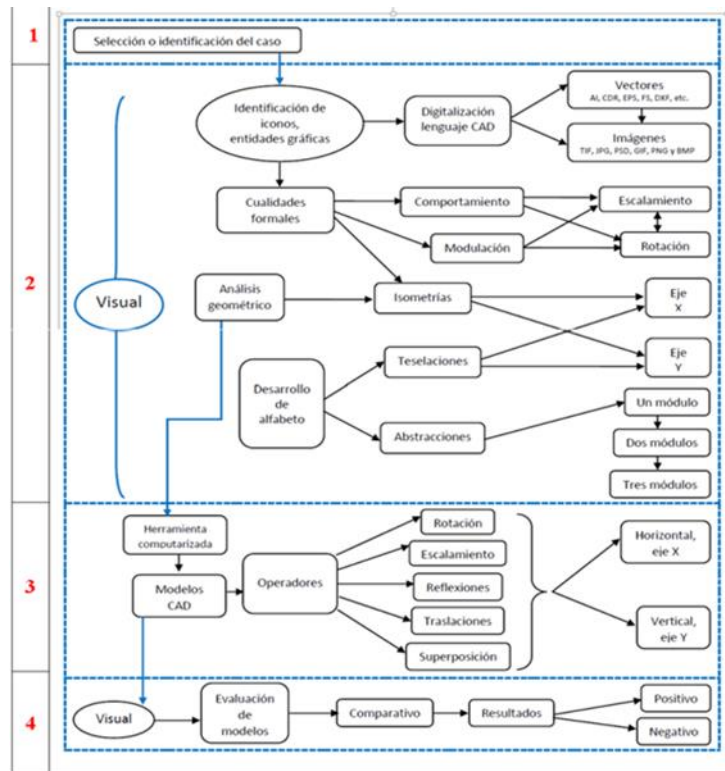 1
Selección o identificación del caso
2
Visual
Identificación de
iconos,
entidades gráficas
Digitalización
lenguaje CAD
Vectores
AI, CDR, EPS, FS, DXF, etc.
Imágenes
TIF, JPG, PSD, GIF, PNG y BMP
Cualidades
formales
Comportamiento
Escalamiento
Modulación
Rotación
Análisis
geométrico
Isometrías
Eje
X
Teselaciones
Eje
Y
Desarrollo
de
alfabeto
Abstracciones
Un módulo
Dos módulos
Tres módulos
3
Herramienta
computarizada
Modelos
CAD
Operadores
Rotación
Escalamiento
Reflexiones
Traslaciones
Superposición
Horizontal,
eje X
Vertical,
eje Y
4
Visual
Evaluación
de
modelos
Comparativo
Resultados
Positivo
Negativo